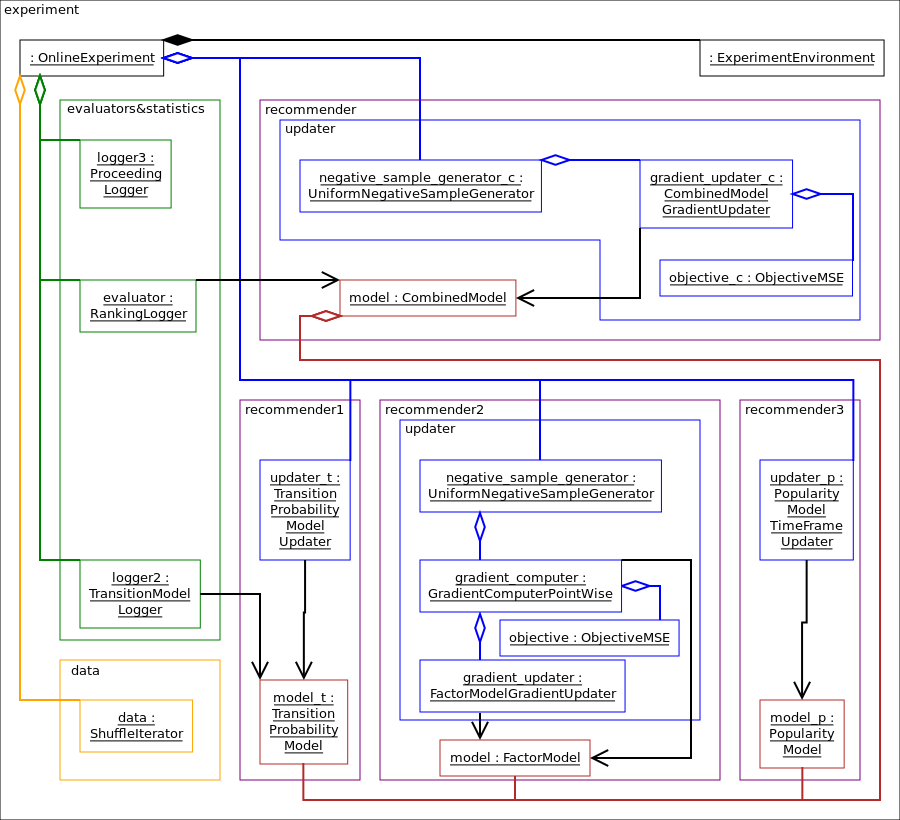 experiment
: OnlineExperiment
: ExperimentEnvironment
evaluators&statistics
logger3 :
Proceeding
Logger
evaluator :
RankingLogger
logger2 :
TransitionModel
Logger
data
data :
ShuffleIterator
recommender
updater
negative_sample_generator_c :
UniformNegativeSampleGenerator
gradient_updater_c :
CombinedModel
GradientUpdater
objective_c : ObjectiveMSE
model : CombinedModel
recommender1
updater_t :
Transition
Probability
Model
Updater
model_t :
Transition
Probability
Model
recommender2
updater
negative_sample_generator :
UniformNegativeSampleGenerator
gradient_computer :
GradientComputerPointWise
objective : ObjectiveMSE
gradient_updater :
FactorModelGradientUpdater
model : FactorModel
recommender3
updater_p :
Popularity
Model
TimeFrame
Updater
model_p :
Popularity
Model